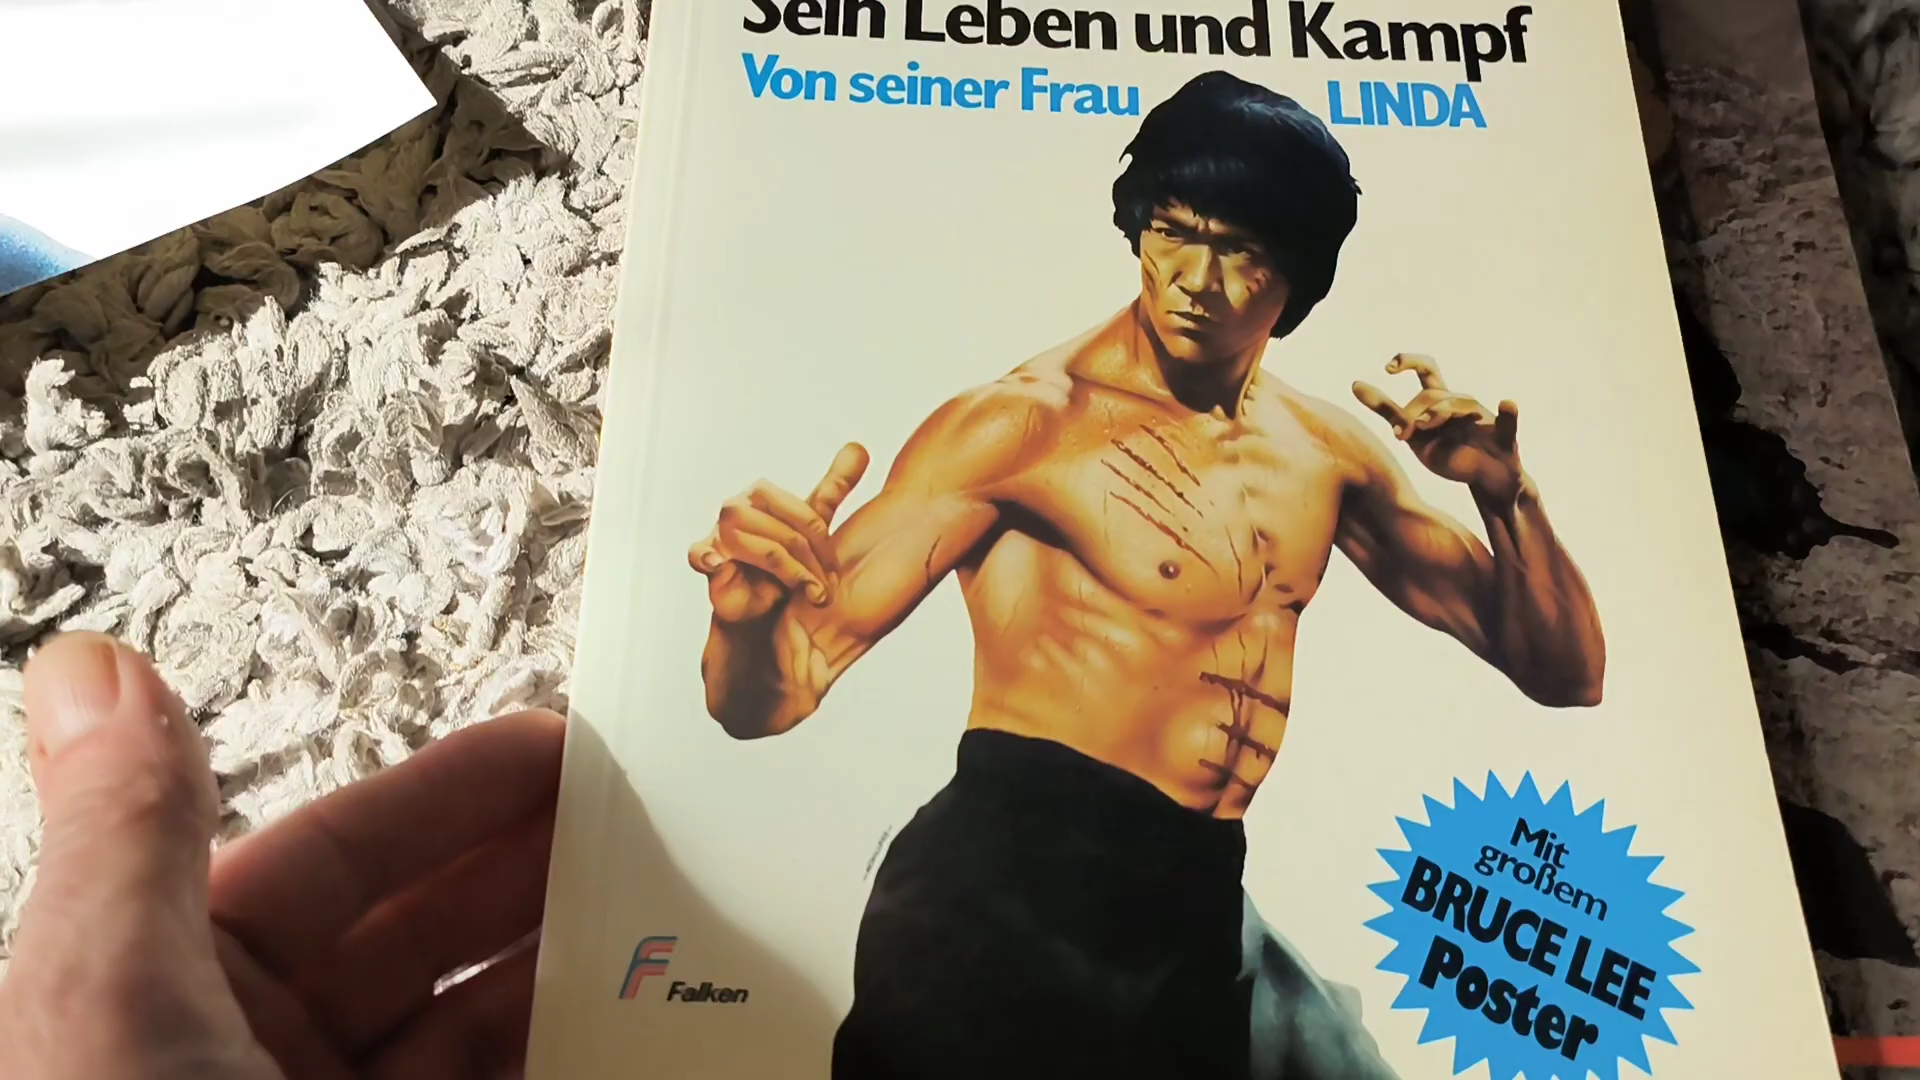 Sein Leben und Kampf
Von seiner Frau LINDA
Mit
großem
BRUCE LEE
Poster
Falken